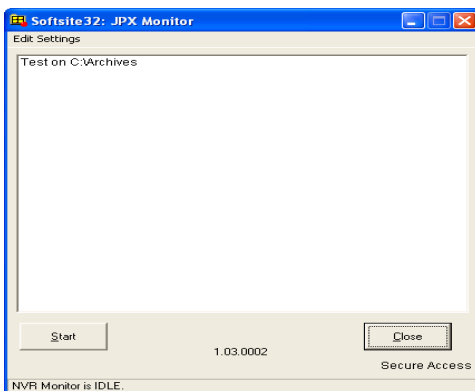 Softsite32: JPX Monitor
Edit Settings
Test on C:\Archives
Start
Close
1.03.0002
Secure Access
NVR Monitor is IDLE.